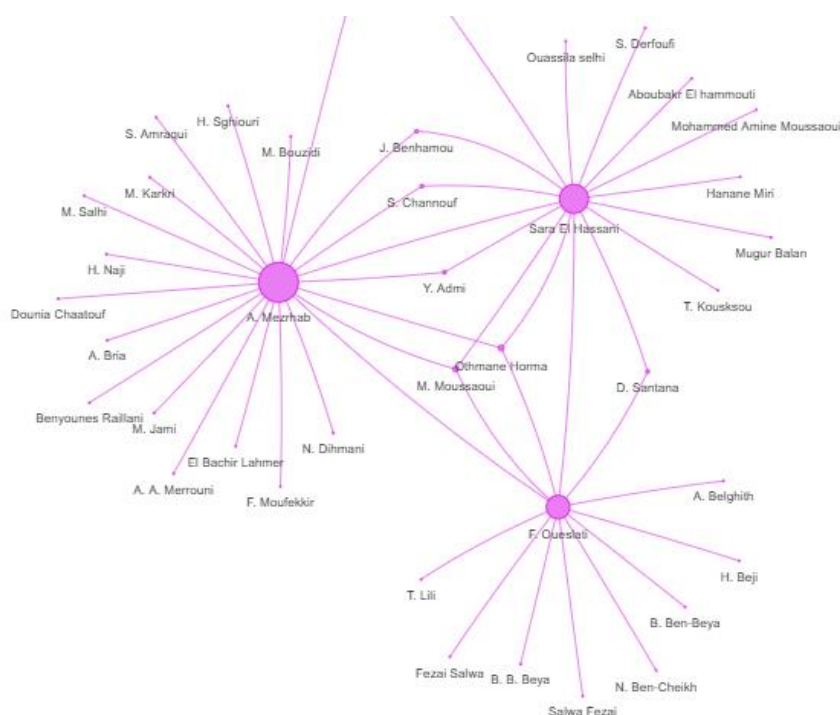 Ouassila selhi
S. Derfoufi
Aboubakr El hammouti
Mohammed Amine Moussaoui
H. Sghiouri
S. Amraqui
M. Bouzidi
J. Benhamou
M. Karkri
Hanane Miri
S. Channouf
M. Salhi
Sara El Hassani
Mugur Balan
H. Naji
Y. Admi
T. Kousksou
Dounia Chaatouf
A. Mezrhab
A. Bria
Othmane Horma
M. Moussaoui
D. Santana
Benyounes Raillani
M. Jami
N. Dihmani
El Bachir Lahmer
A. A. Merrouni
F. Moufekkir
A. Belghith
F. Oueslati
H. Beji
T. Lili
B. Ben-Beya
Fezai Salwa
B. B. Beya
N. Ben-Cheikh
Salwa Fezai